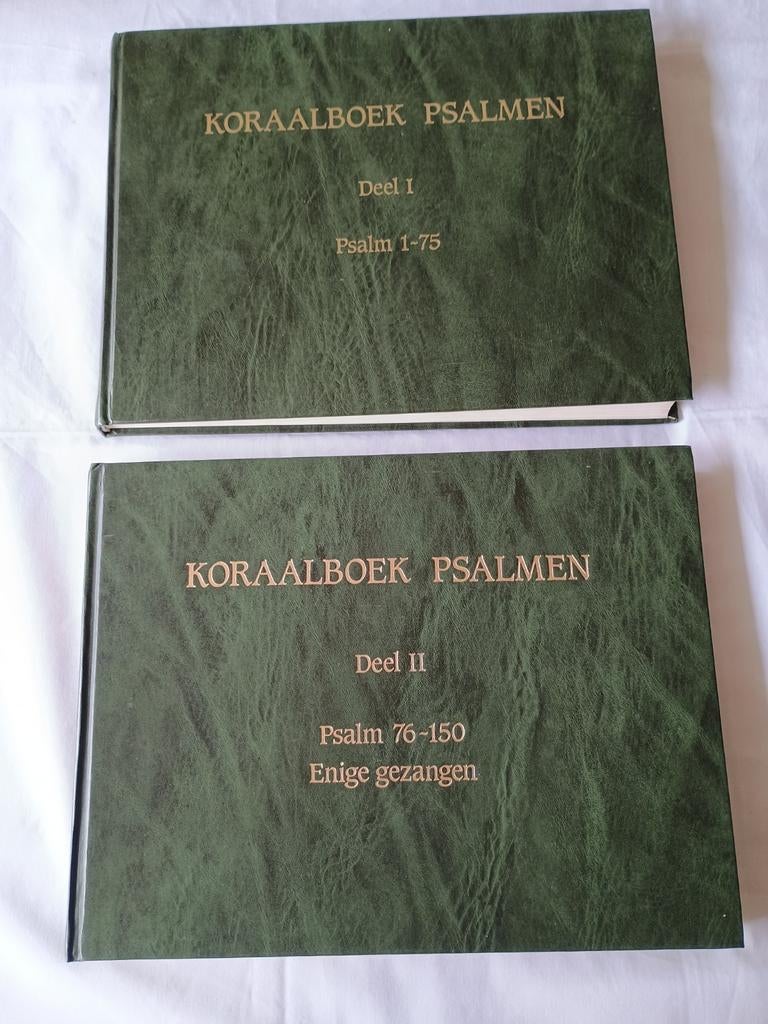 KORAALBOEK PSALMEN
Deel I
Psalm 1-75
KORAALBOEK PSALMEN
Deel II
Psalm 76-150
Enige gezangen